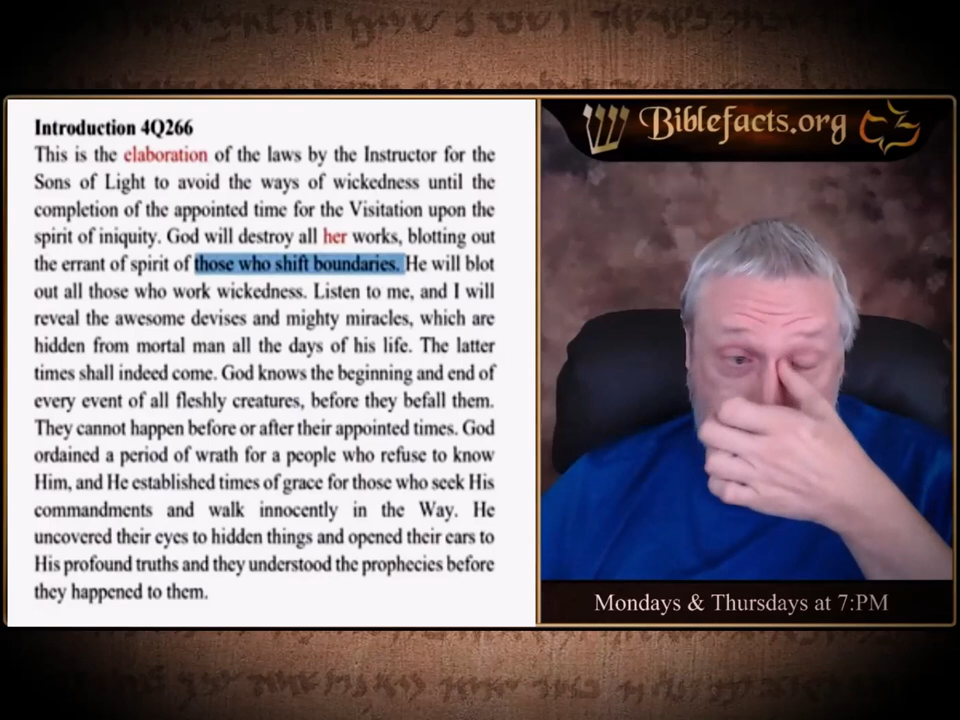 Introduction 4Q266
This is the elaboration of the laws by the Instructor for the
Sons of Light to avoid the ways of wickedness until the
completion of the appointed time for the Visitation upon the
spirit of iniquity. God will destroy all her works, blotting out
the errant of spirit of those who shift boundaries. He will blot
out all those who work wickedness. Listen to me, and I will
reveal the awesome devises and mighty miracles, which are
hidden from mortal man all the days of his life. The latter
times shall indeed come. God knows the beginning and end of
every event of all fleshly creatures, before they befall them.
They cannot happen before or after their appointed times. God
ordained a period of wrath for a people who refuse to know
Him, and He established times of grace for those who seek His
commandments and walk innocently in the Way. He
uncovered their eyes to hidden things and opened their ears to
His profound truths and they understood the prophecies before
they happened to them.
Biblefacts.org
Mondays & Thursdays at 7:PM